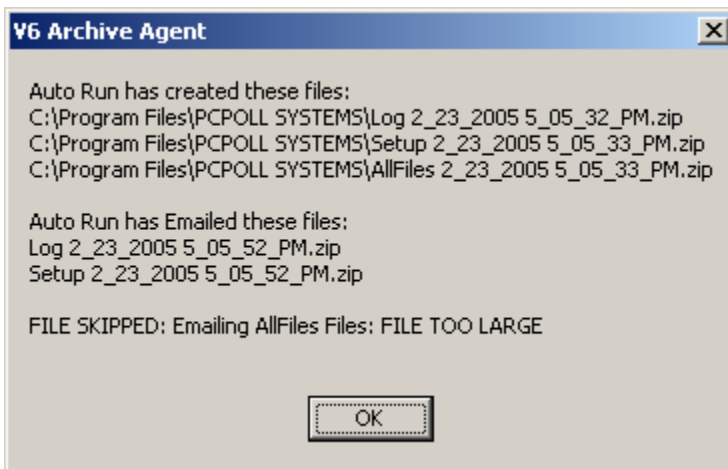 V6 Archive Agent
Auto Run has created these files:
C:\Program Files\PCPOLL SYSTEMS\Log 2_23_2005 5_05_32_PM.zip
C:\Program Files\PCPOLL SYSTEMS\Setup 2_23_2005 5_05_33_PM.zip
C:\Program Files\PCPOLL SYSTEMS\AllFiles 2_23_2005 5_05_33_PM.zip
Auto Run has Emailed these files:
Log 2_23_2005 5_05_52_PM.zip
Setup 2_23_2005 5_05_52_PM.zip
FILE SKIPPED: Emailing AllFiles Files: FILE TOO LARGE
OK